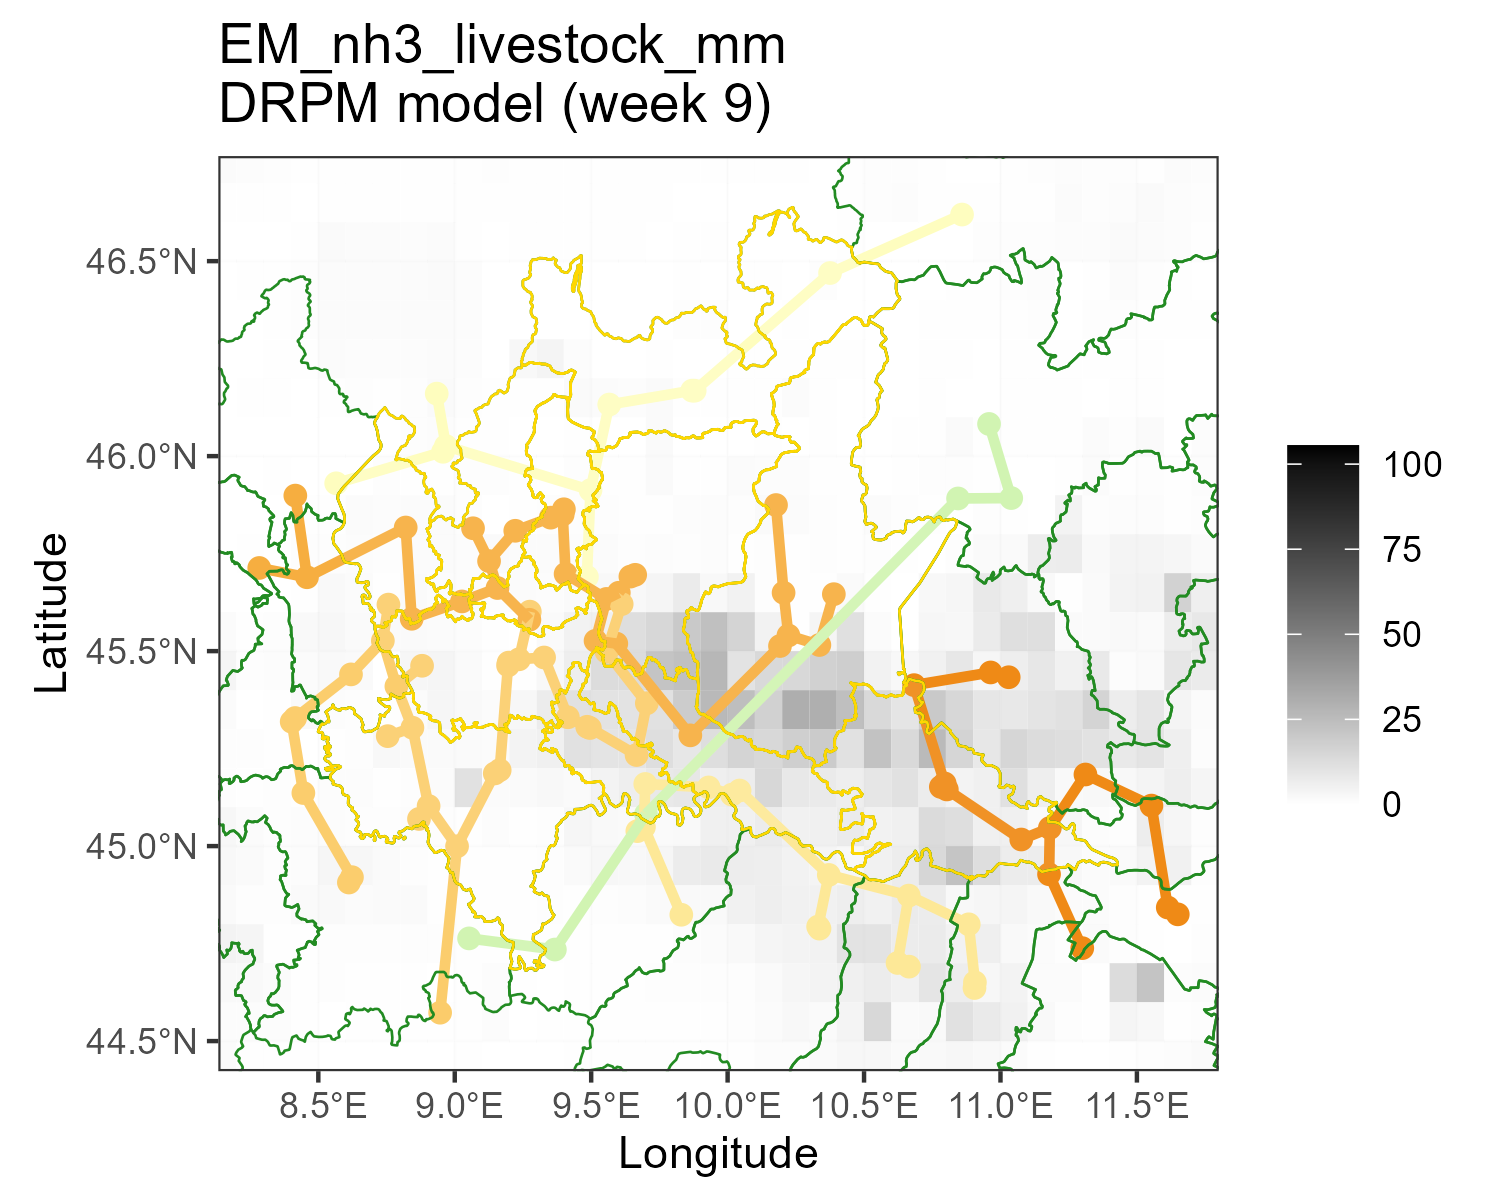 EM_nh3_livestock_mm
DRPM model (week 9)
46.5°N
46.0°N
45.5°N
45.0°N
44.5°N
Latitude
8.5°E
9.0°E
9.5°E
10.0°E
10.5°E
11.0°E
11.5°E
Longitude
100
75
50
25
0